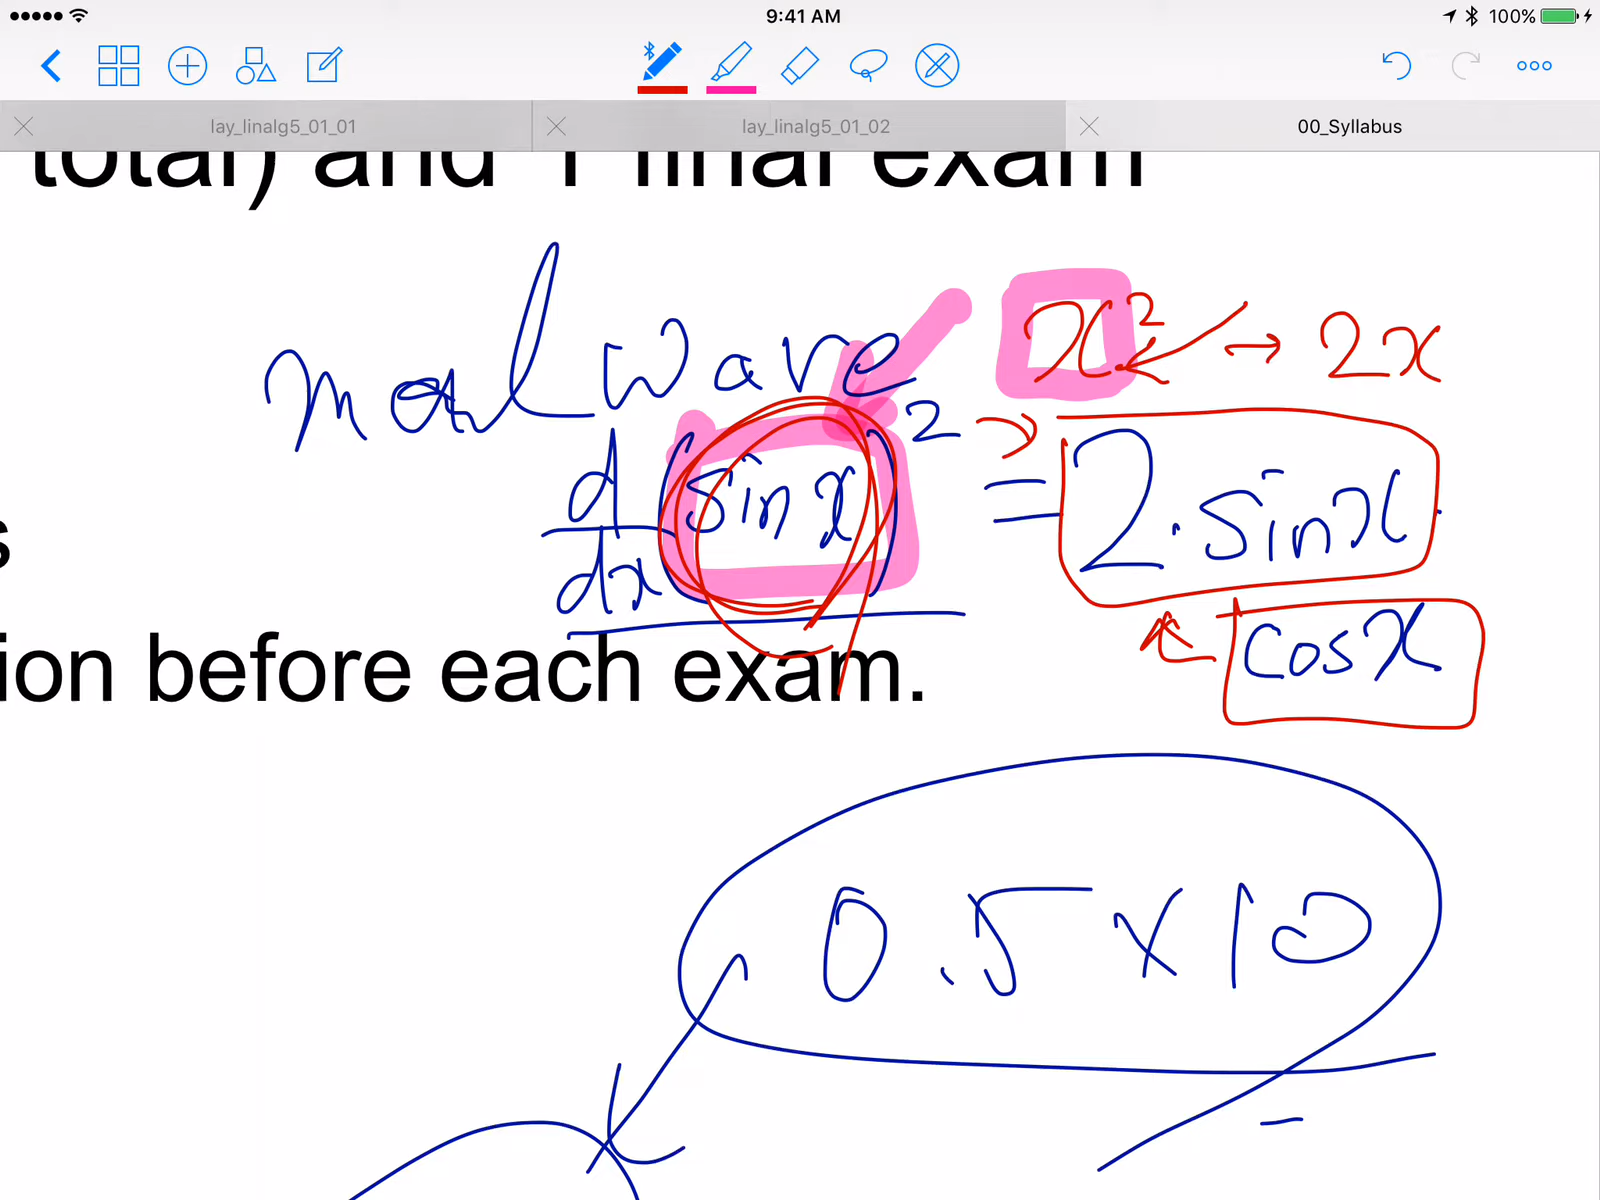 9:41 AM
100%
lay_linalg5_01_01
lay_linalg5_01_02
00_Syllabus
total) and 1 final exam
x² → 2x
d/dx (sin x)² = 2 · sin x ·
cos x
s
ion before each exam.
0.5 × 10
=